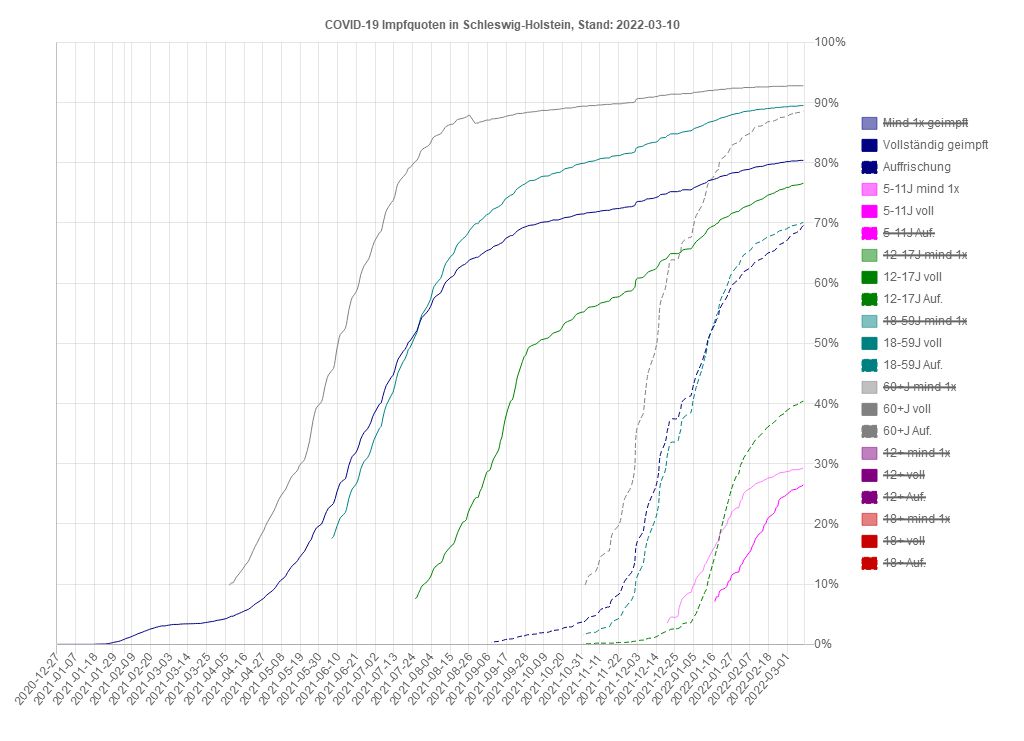 COVID-19 Impfquoten in Schleswig-Holstein, Stand: 2022-03-10
100%
90%
80%
70%
60%
50%
40%
30%
20%
10%
0%
Mind 1x geimpft
Vollständig geimpft
Auffrischung
5-11J mind 1x
5-11J voll
5-11J Auf.
12-17J mind 1x
12-17J voll
12-17J Auf.
18-59J mind 1x
18-59J voll
18-59J Auf.
60+J mind 1x
60+J voll
60+J Auf.
12+ mind 1x
12+ voll
12+ Auf.
18+ mind 1x
18+ voll
18+ Auf.
2020-12-27
2021-01-07
2021-01-18
2021-01-29
2021-02-09
2021-02-20
2021-03-03
2021-03-14
2021-03-25
2021-04-05
2021-04-16
2021-04-27
2021-05-08
2021-05-19
2021-05-30
2021-06-10
2021-06-21
2021-07-02
2021-07-13
2021-07-24
2021-08-04
2021-08-15
2021-08-26
2021-09-06
2021-09-17
2021-09-28
2021-10-09
2021-10-20
2021-10-31
2021-11-11
2021-11-22
2021-12-03
2021-12-14
2021-12-25
2022-01-05
2022-01-16
2022-01-27
2022-02-07
2022-02-18
2022-03-01